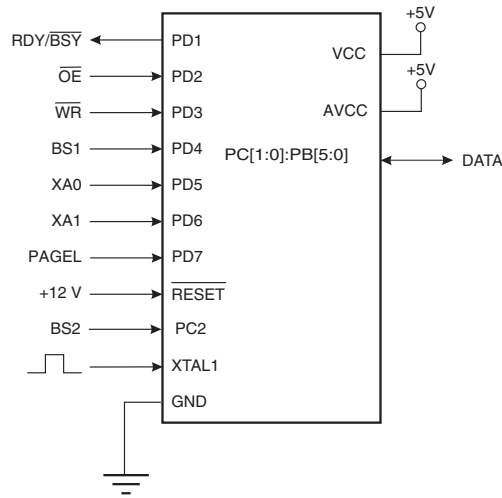 +5V
RDY/BSY PD1
VCC
OE PD2
+5V
WR PD3
AVCC
BS1 PD4
PC[1:0]:PB[5:0] DATA
XA0 PD5
XA1 PD6
PAGEL PD7
+12 V RESET
BS2 PC2
XTAL1
GND